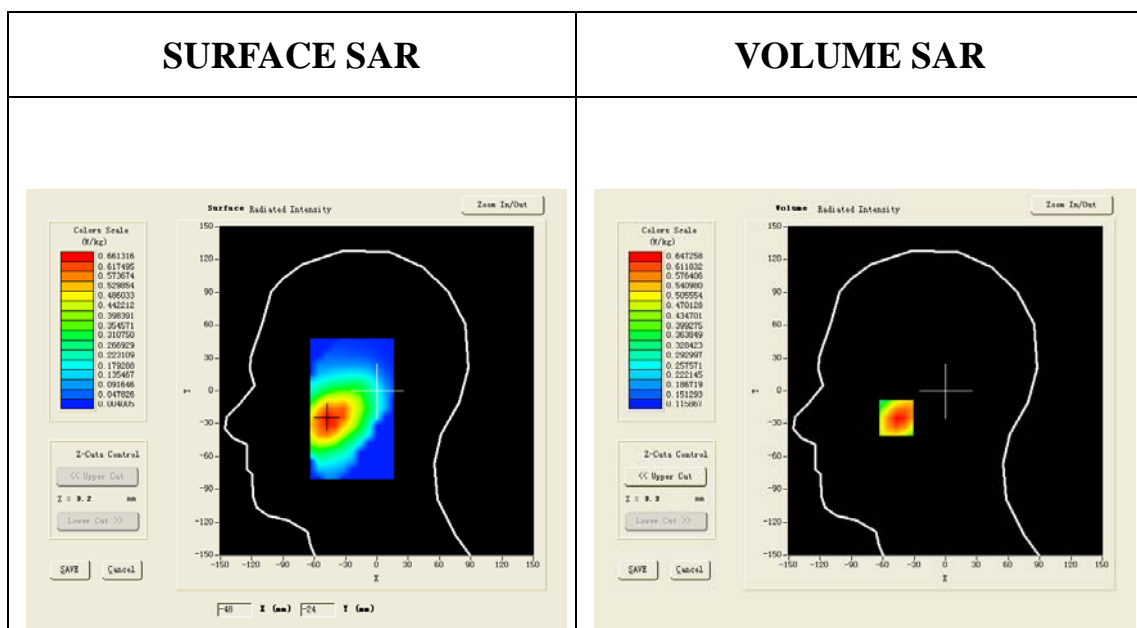 SURFACE SAR
VOLUME SAR
Surface Radiated Intensity
Zoom In/Out
Colors Scale
(W/kg)
0.661316
0.617495
0.573674
0.529854
0.486033
0.442212
0.398391
0.354571
0.310750
0.266929
0.223109
0.179288
0.135467
0.091646
0.047826
0.004005
150
90
60
30
0
-30
-60
-90
-120
-150
Y
-150 -120 -90 -60 -30 0 30 60 90 120 150
X
Z-Cuts Control
<< Upper Cut
mm
Lower Cut >>
SAVE Cancel
-48 X (mm) -24 Y (mm)
Volume Radiated Intensity
Zoom In/Out
Colors Scale
(W/kg)
0.647258
0.611832
0.576406
0.540980
0.505554
0.470128
0.434701
0.399275
0.363849
0.328423
0.292997
0.257571
0.222145
0.186719
0.151293
0.115867
150
90
60
30
0
-30
-60
-90
-120
-150
Y
-150 -120 -90 -60 -30 0 30 60 90 120 150
X
Z-Cuts Control
<< Upper Cut
mm
Lower Cut >>
SAVE Cancel